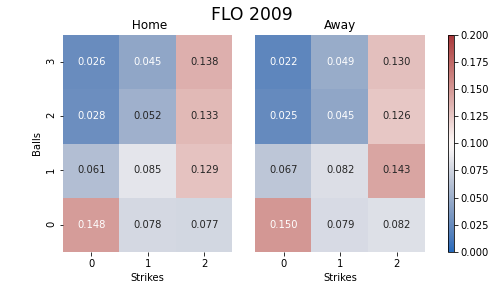 FLO 2009
Home Away
3 0.026 0.045 0.138 0.022 0.049 0.130
2 0.028 0.052 0.133 0.025 0.045 0.126
1 0.061 0.085 0.129 0.067 0.082 0.143
0 0.148 0.078 0.077 0.150 0.079 0.082
Balls
0 1 2 0 1 2
Strikes Strikes
0.200
0.175
0.150
0.125
0.100
0.075
0.050
0.025
0.000